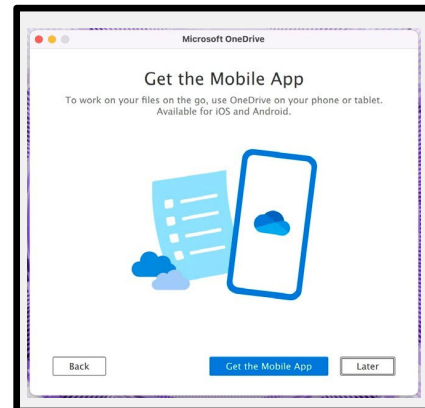 Microsoft OneDrive
Get the Mobile App
To work on your files on the go, use OneDrive on your phone or tablet.
Available for iOS and Android.
Back
Get the Mobile App
Later